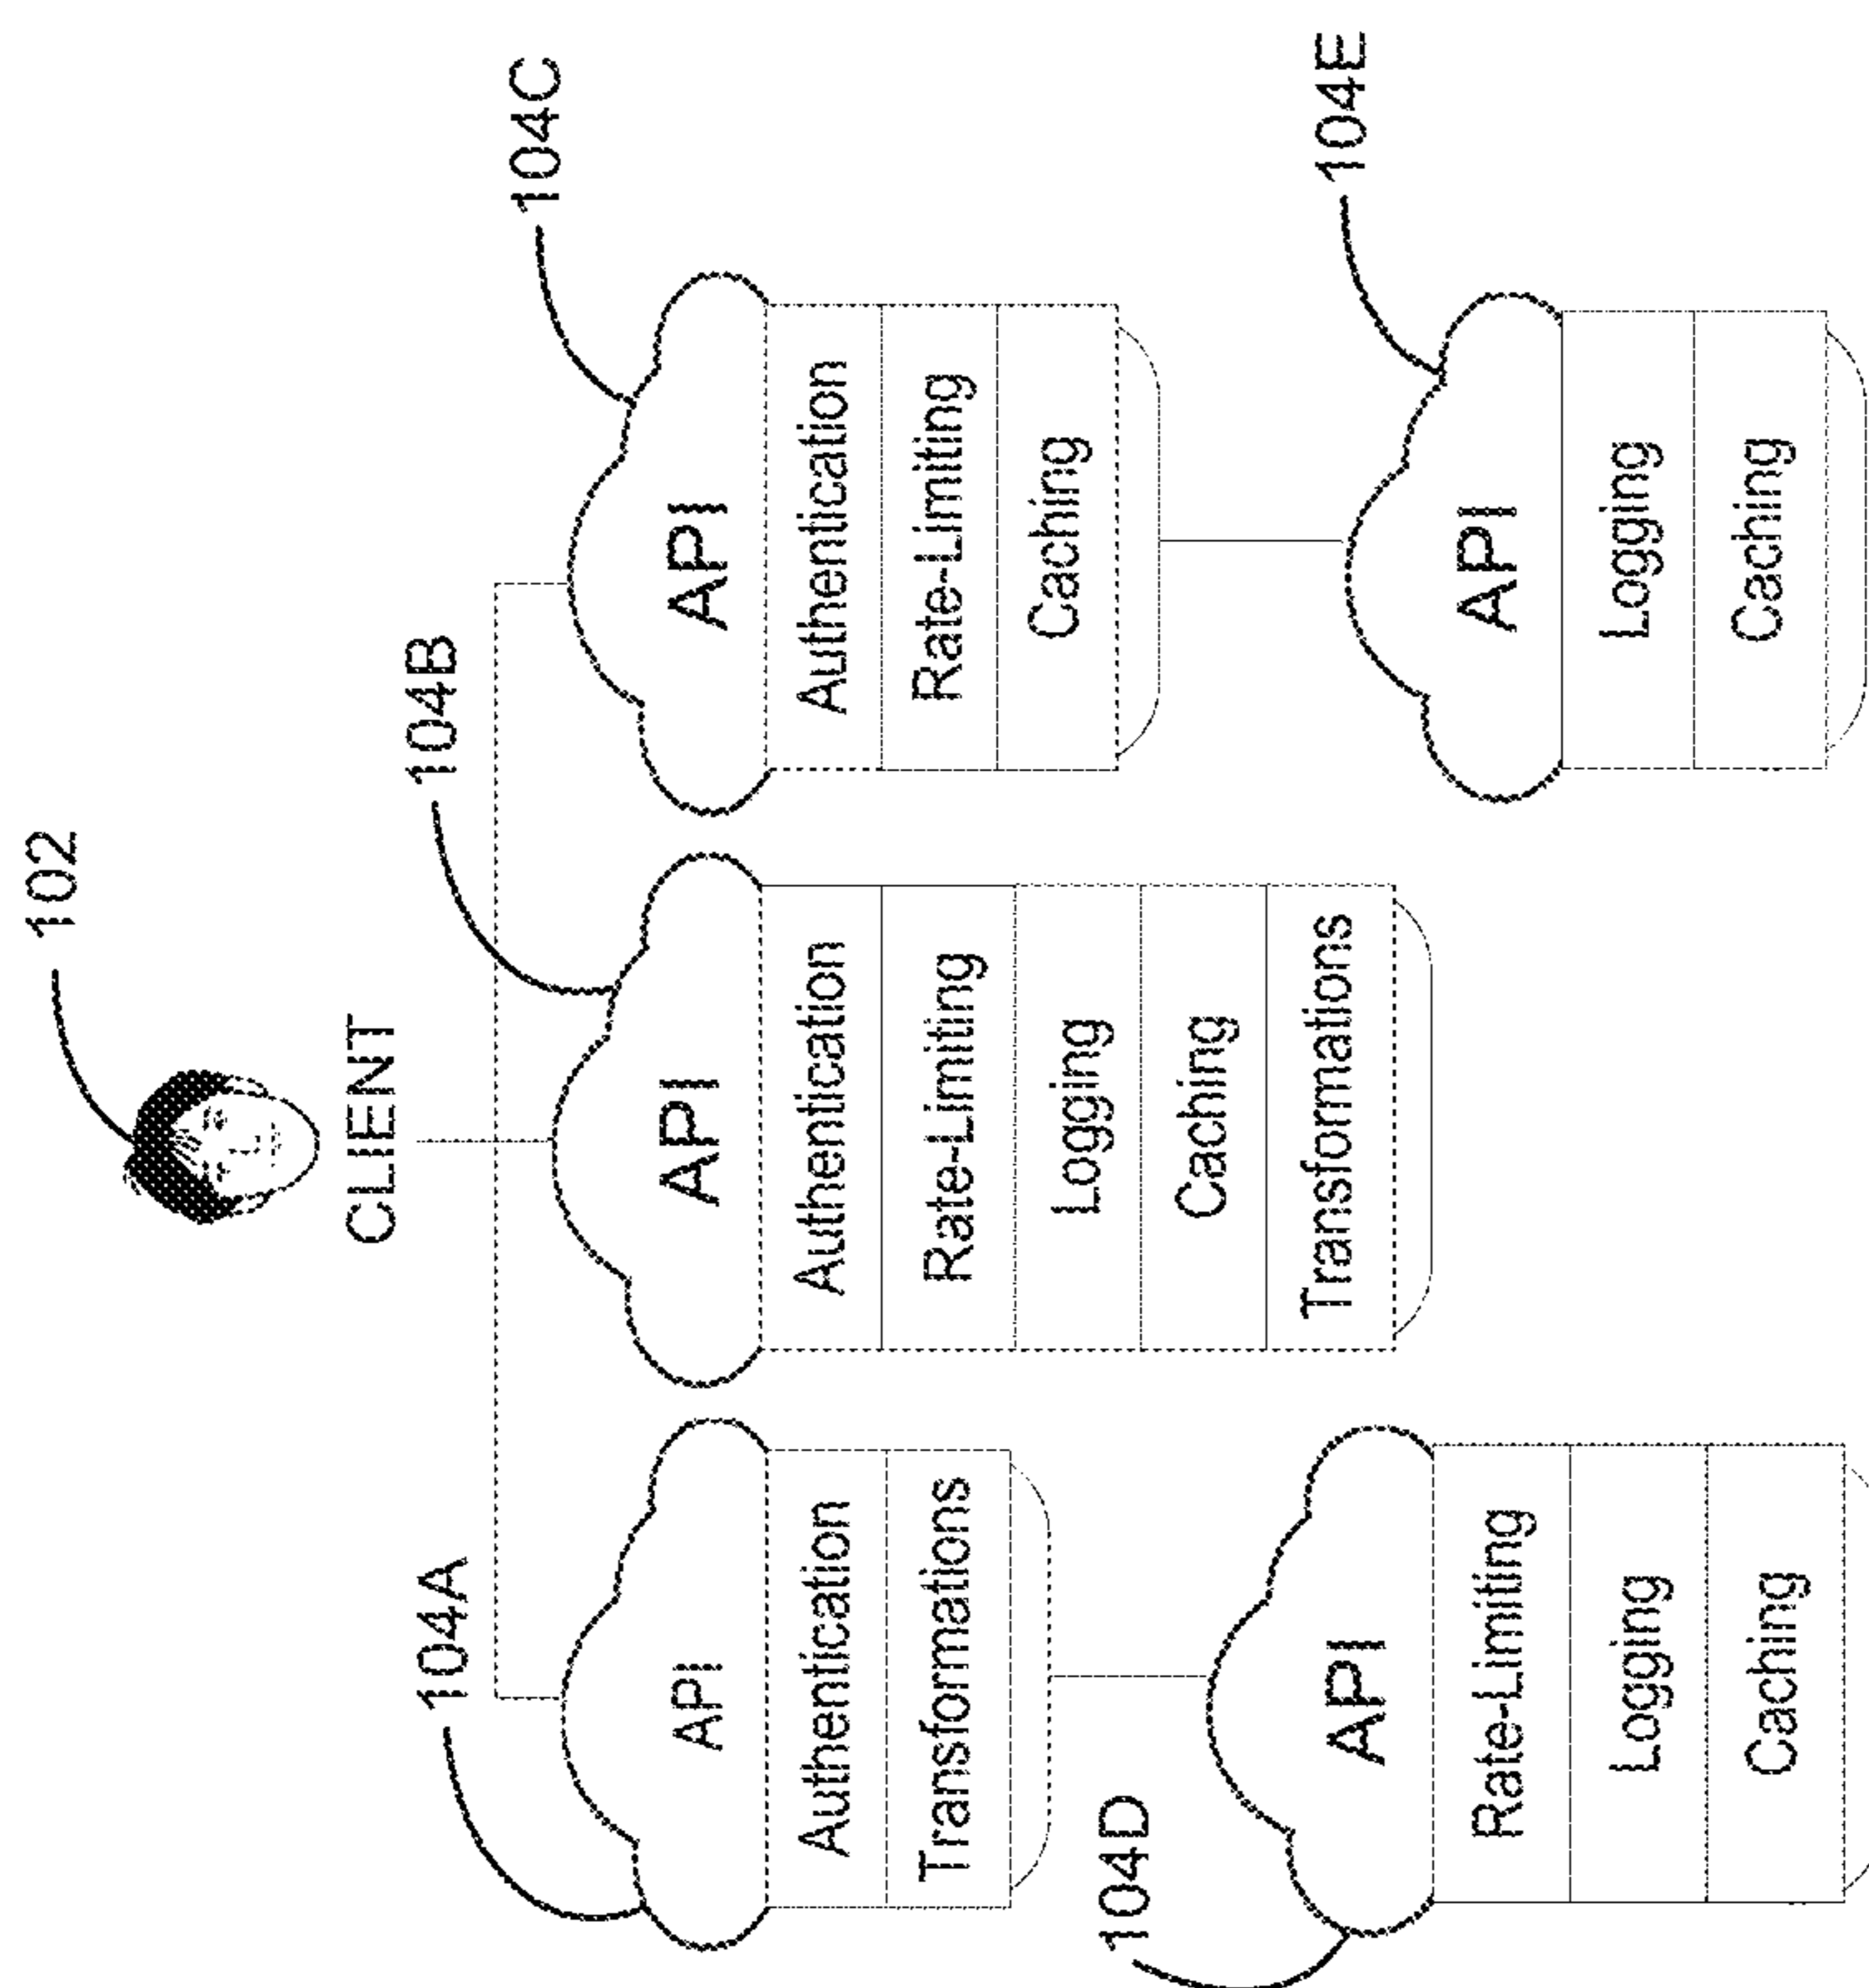 102
CLIENT
104A
104B
104C
API
Authentication
Transformations
API
Authentication
Rate-Limiting
Logging
Caching
Transformations
API
Authentication
Rate-Limiting
Caching
104D
API
Rate-Limiting
Logging
Caching
104E
API
Logging
Caching